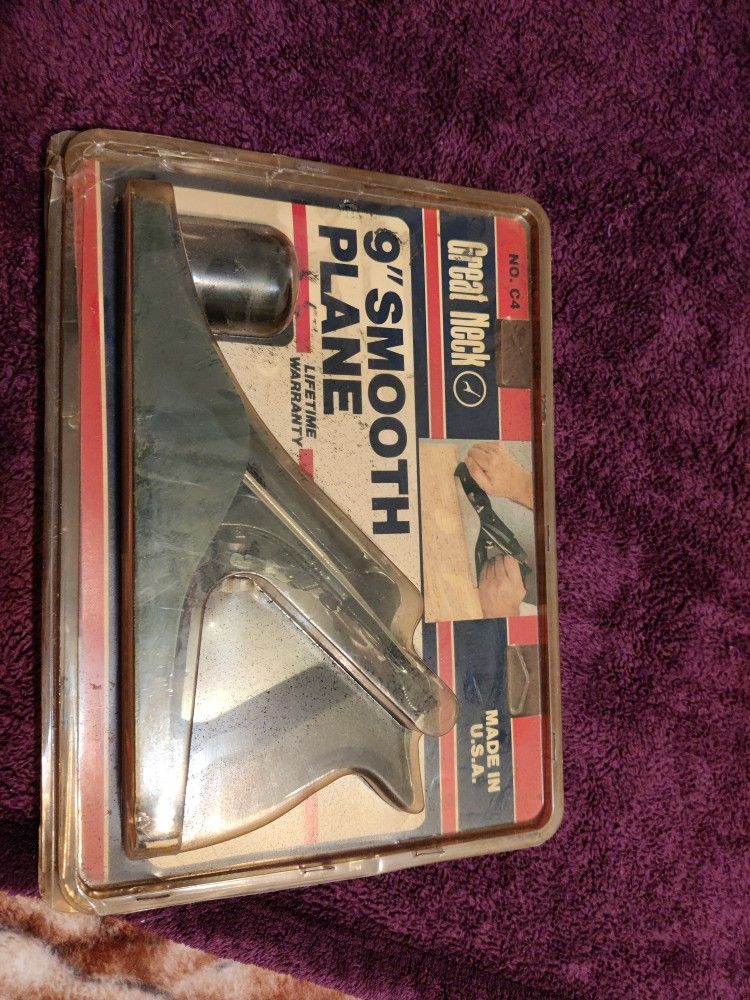 NO. C4
Great Neck
MADE IN
U.S.A.
9" SMOOTH
PLANE
LIFETIME
WARRANTY